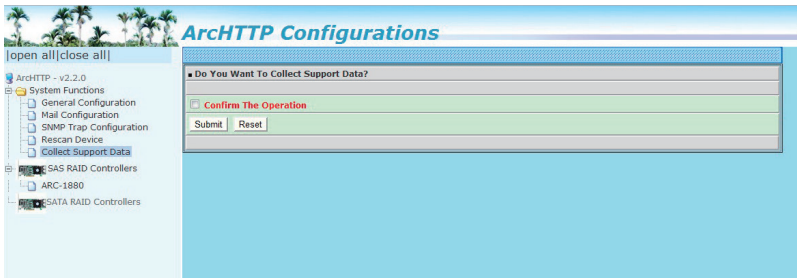 ArcHTTP Configurations
|open all|close all|
ArcHTTP - v2.2.0
System Functions
General Configuration
Mail Configuration
SNMP Trap Configuration
Rescan Device
Collect Support Data
SAS RAID Controllers
ARC-1880
SATA RAID Controllers
Do You Want To Collect Support Data?
Confirm The Operation
Submit Reset